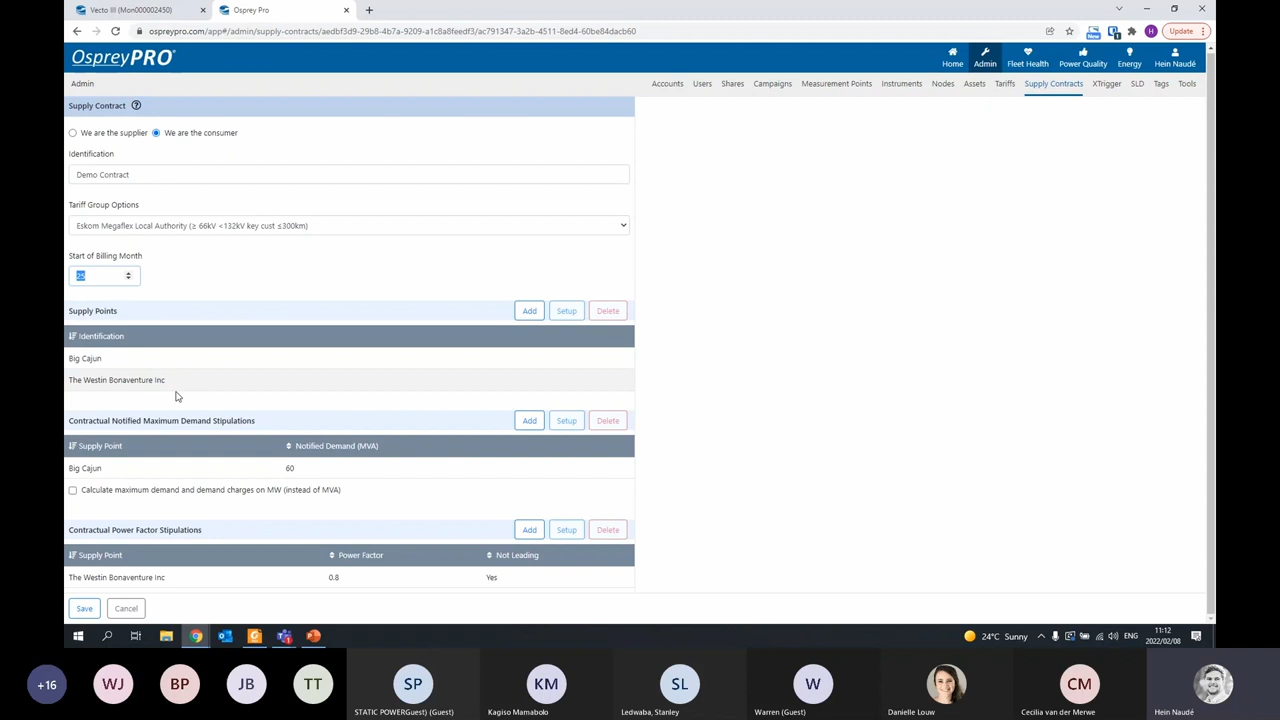 Vecto III (Mon000002450)
Osprey Pro
ospreypro.com/app#/admin/supply-contracts/aedbf3d9-29b8-4b7a-9209-a1c8a8feedf3/ac791347-3a2b-4511-8ed4-60be84dacb60
New
H
Update
OspreyPRO
Home
Admin
Fleet Health
Power Quality
Energy
Hein Naudé
Admin
Accounts
Users
Shares
Campaigns
Measurement Points
Instruments
Nodes
Assets
Tariffs
Supply Contracts
XTrigger
SLD
Tags
Tools
Supply Contract
We are the supplier
We are the consumer
Identification
Demo Contract
Tariff Group Options
Eskom Megaflex Local Authority (≥ 66kV <132kV key cust ≤300km)
Start of Billing Month
25
Supply Points
Add
Setup
Delete
Identification
Big Cajun
The Westin Bonaventure Inc
Contractual Notified Maximum Demand Stipulations
Add
Setup
Delete
Supply Point
Notified Demand (MVA)
Big Cajun
60
Calculate maximum demand and demand charges on MW (instead of MVA)
Contractual Power Factor Stipulations
Add
Setup
Delete
Supply Point
Power Factor
Not Leading
The Westin Bonaventure Inc
0.8
Yes
Save
Cancel
24°C Sunny
ENG
11:12
2022/02/08
+16
WJ
BP
JB
TT
SP
STATIC POWERGuest) (Guest)
KM
Kagiso Mamabolo
SL
Ledwaba, Stanley
W
Warren (Guest)
Danielle Louw
CM
Cecilia van der Merwe
Hein Naudé